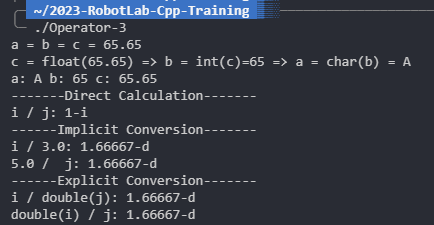 ~/2023-RobotLab-Cpp-Training
./Operator-3
a = b = c = 65.65
c = float(65.65) => b = int(c)=65 => a = char(b) = A
a: A b: 65 c: 65.65
-------Direct Calculation-------
i / j: 1-i
------Implicit Conversion-------
i / 3.0: 1.66667-d
5.0 /  j: 1.66667-d
------Explicit Conversion-------
i / double(j): 1.66667-d
double(i) / j: 1.66667-d